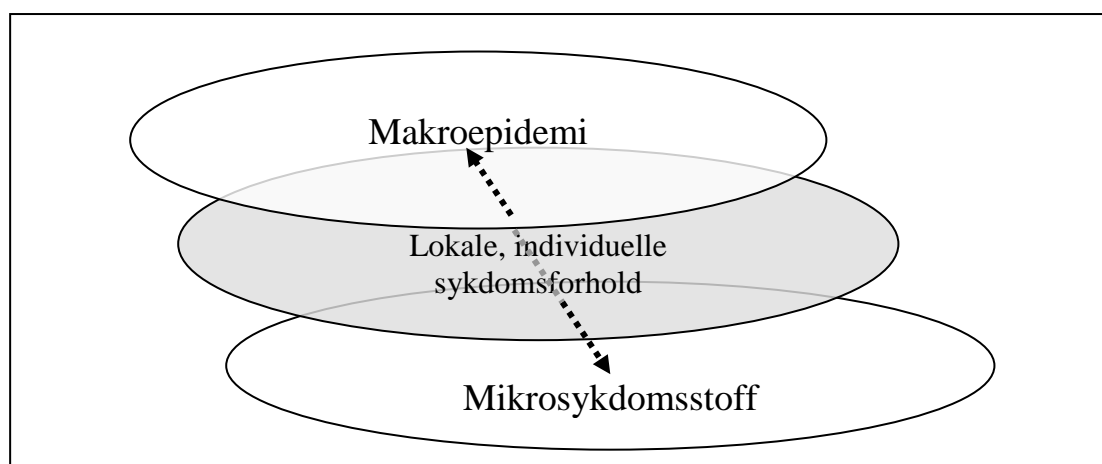 Makroepidemi
Lokale, individuelle
sykdomsforhold
Mikrosykdomsstoff